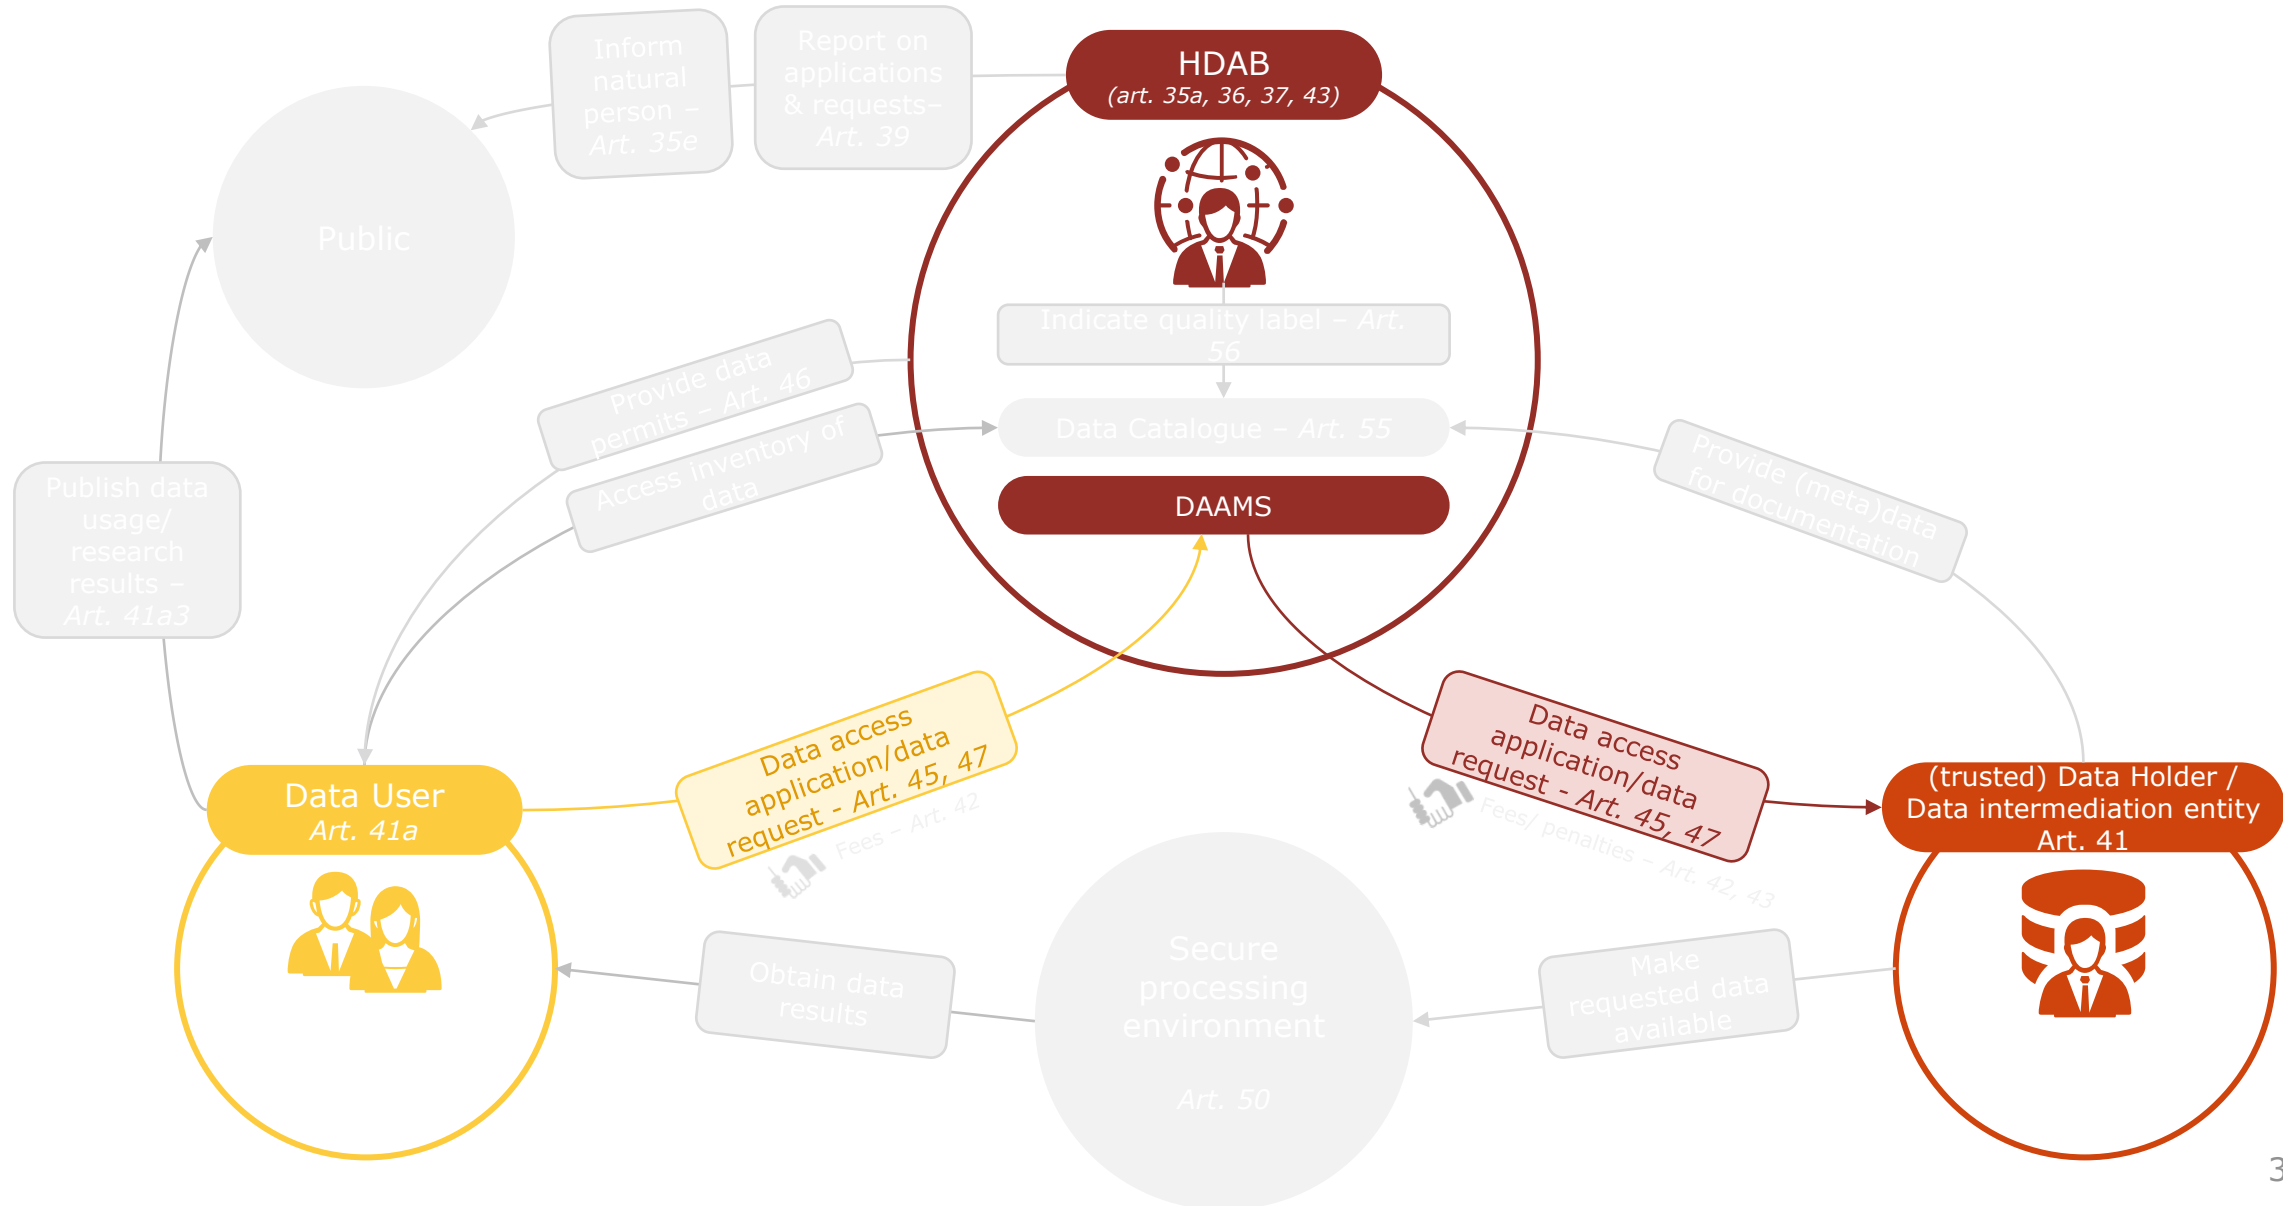 Inform
natural
person –
Art. 35e
Report on
applications
& requests–
Art. 39
HDAB
(art. 35a, 36, 37, 43)
Public
Indicate quality label – Art.
56
Provide data
permits – Art. 46
Access inventory of
data
Data Catalogue – Art. 55
Provide (meta)data
for documentation
DAAMS
Publish data
usage/
research
results –
Art. 41a3
Data access
application/data
request - Art. 45, 47
Fees – Art. 42
Data access
application/data
request - Art. 45, 47
Fees/ penalties – Art. 42, 43
Data User
Art. 41a
(trusted) Data Holder /
Data intermediation entity
Art. 41
Obtain data
results
Secure
processing
environment
Art. 50
Make
requested data
available
3